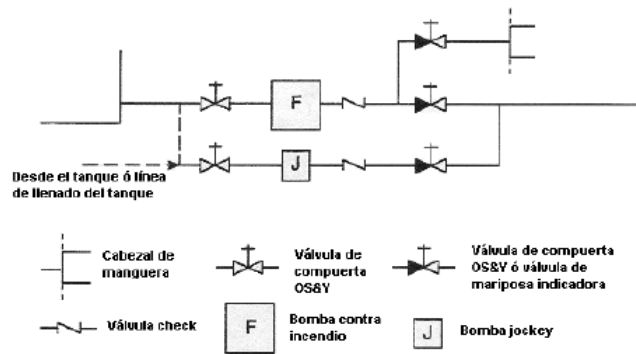 F
J
Desde el tanque ó línea
de llenado del tanque
Cabezal de
manguera
Válvula de
compuerta
OS&Y
Válvula de compuerta
OS&Y ó válvula de
mariposa indicadora
Válvula check
F
Bomba contra
incendio
J
Bomba jockey